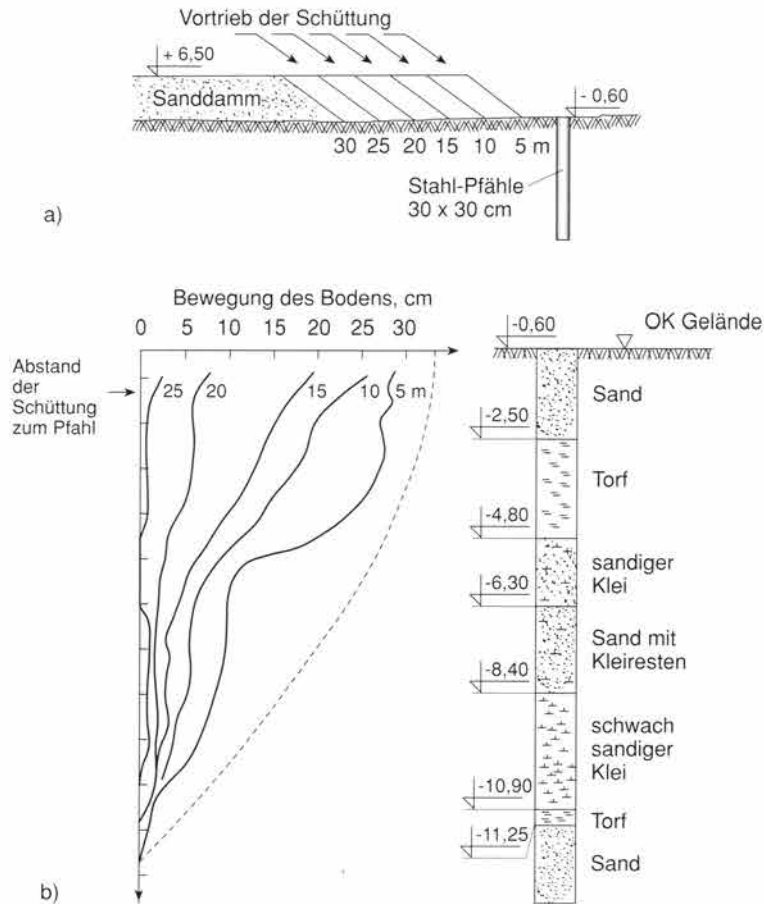 Vortrieb der Schüttung
+ 6,50
Sanddamm
- 0,60
30 25 20 15 10 5 m
Stahl-Pfähle
30 x 30 cm
a)
Bewegung des Bodens, cm
0 5 10 15 20 25 30
Abstand
der
Schüttung
zum Pfahl
25 20 15 10 5 m
b)
-0,60
OK Gelände
Sand
-2,50
Torf
-4,80
sandiger
Klei
-6,30
Sand mit
Kleiresten
-8,40
schwach
sandiger
Klei
-10,90
Torf
-11,25
Sand